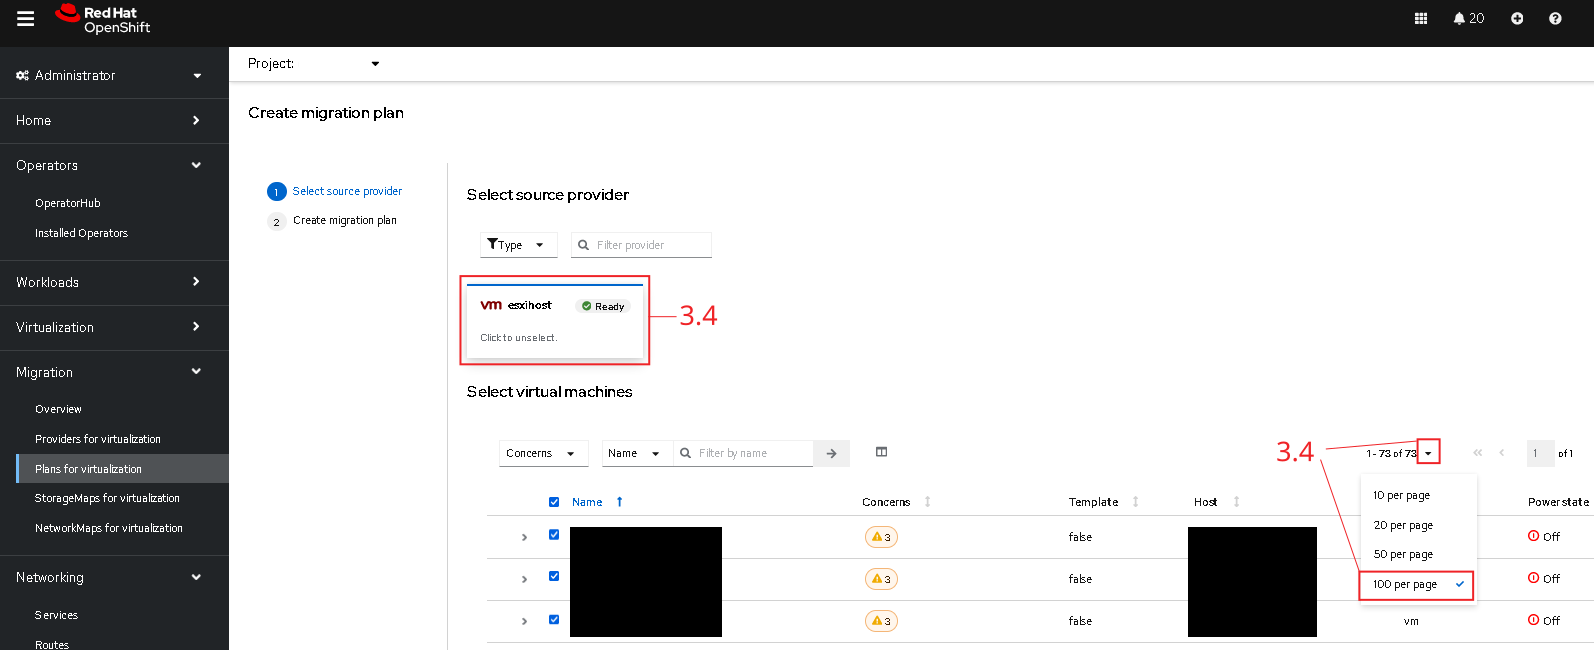 Red Hat
OpenShift
20
Administrator
Project:
Home
Create migration plan
Operators
OperatorHub
Installed Operators
1 Select source provider
2 Create migration plan
Select source provider
Type
Filter provider
Workloads
vm esxihost Ready
3.4
Click to unselect.
Virtualization
Migration
Overview
Providers for virtualization
Plans for virtualization
StorageMaps for virtualization
NetworkMaps for virtualization
Select virtual machines
Concerns Name Filter by name
3.4
1 - 73 of 73
1 of 1
10 per page
20 per page
50 per page
100 per page
Name Concerns Template Host Power state
3 false Off
3 false Off
3 false vm Off
Networking
Services
Routes